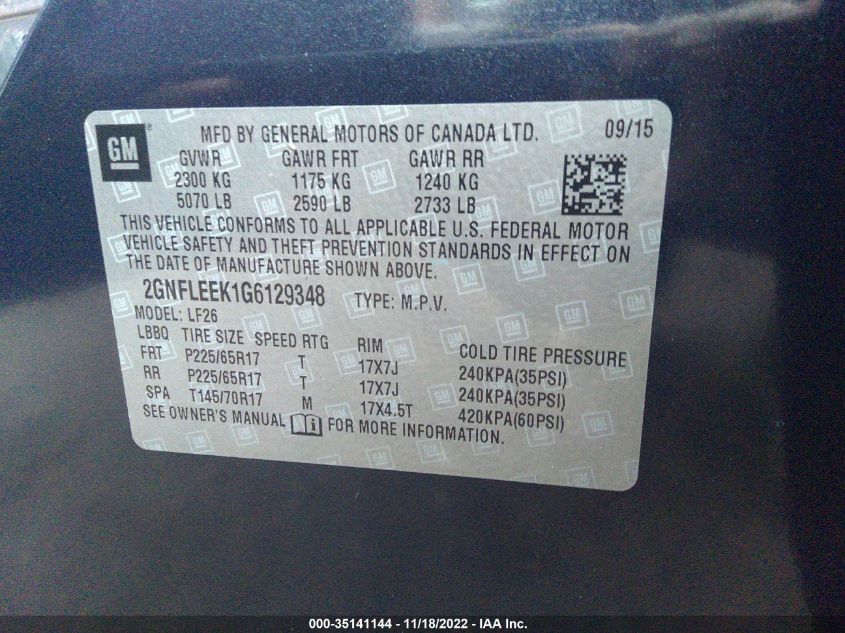 GM
MFD BY GENERAL MOTORS OF CANADA LTD. 09/15
GVWR GAWR FRT GAWR RR
2300 KG 1175 KG 1240 KG
5070 LB 2590 LB 2733 LB
THIS VEHICLE CONFORMS TO ALL APPLICABLE U.S. FEDERAL MOTOR
VEHICLE SAFETY AND THEFT PREVENTION STANDARDS IN EFFECT ON
THE DATE OF MANUFACTURE SHOWN ABOVE.
2GNFLEEK1G6129348 TYPE: M.P.V.
MODEL: LF26
LBBQ TIRE SIZE SPEED RTG RIM COLD TIRE PRESSURE
FRT P225/65R17 T 17X7J 240KPA(35PSI)
RR P225/65R17 T 17X7J 240KPA(35PSI)
SPA T145/70R17 M 17X4.5T 420KPA(60PSI)
SEE OWNER'S MANUAL FOR MORE INFORMATION.
000-35141144 - 11/18/2022 - IAA Inc.